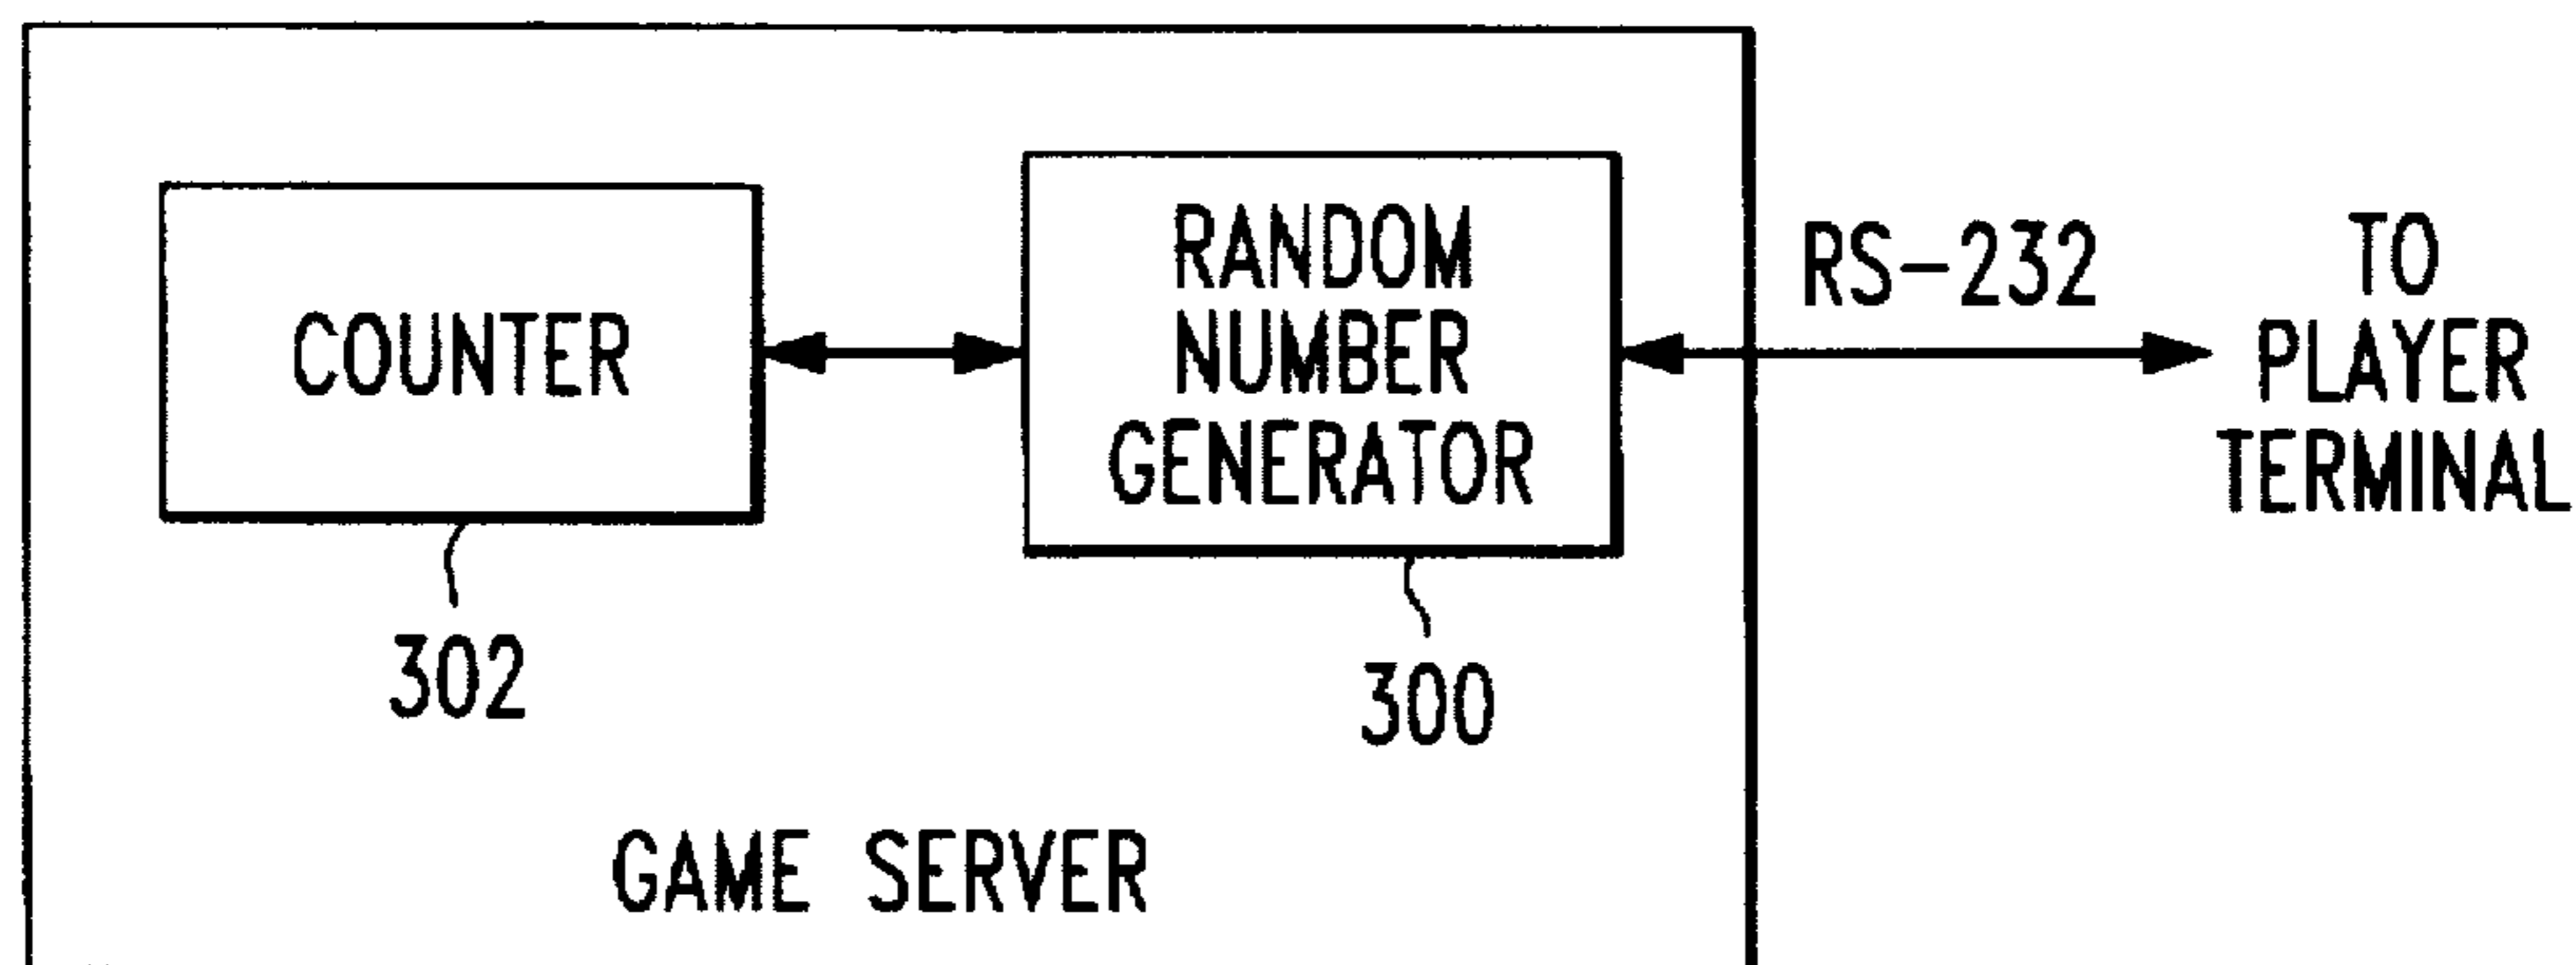 COUNTER
302
RANDOM
NUMBER
GENERATOR
300
RS-232
TO
PLAYER
TERMINAL
GAME SERVER